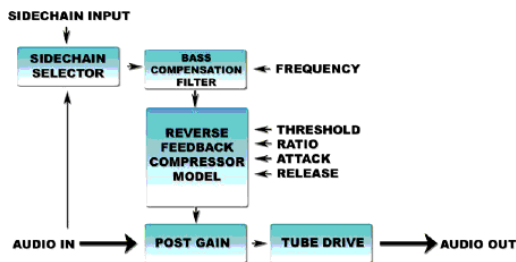 SIDECHAIN INPUT
SIDECHAIN
SELECTOR
BASS
COMPENSATION
FILTER
FREQUENCY
REVERSE
FEEDBACK
COMPRESSOR
MODEL
THRESHOLD
RATIO
ATTACK
RELEASE
AUDIO IN
POST GAIN
TUBE DRIVE
AUDIO OUT